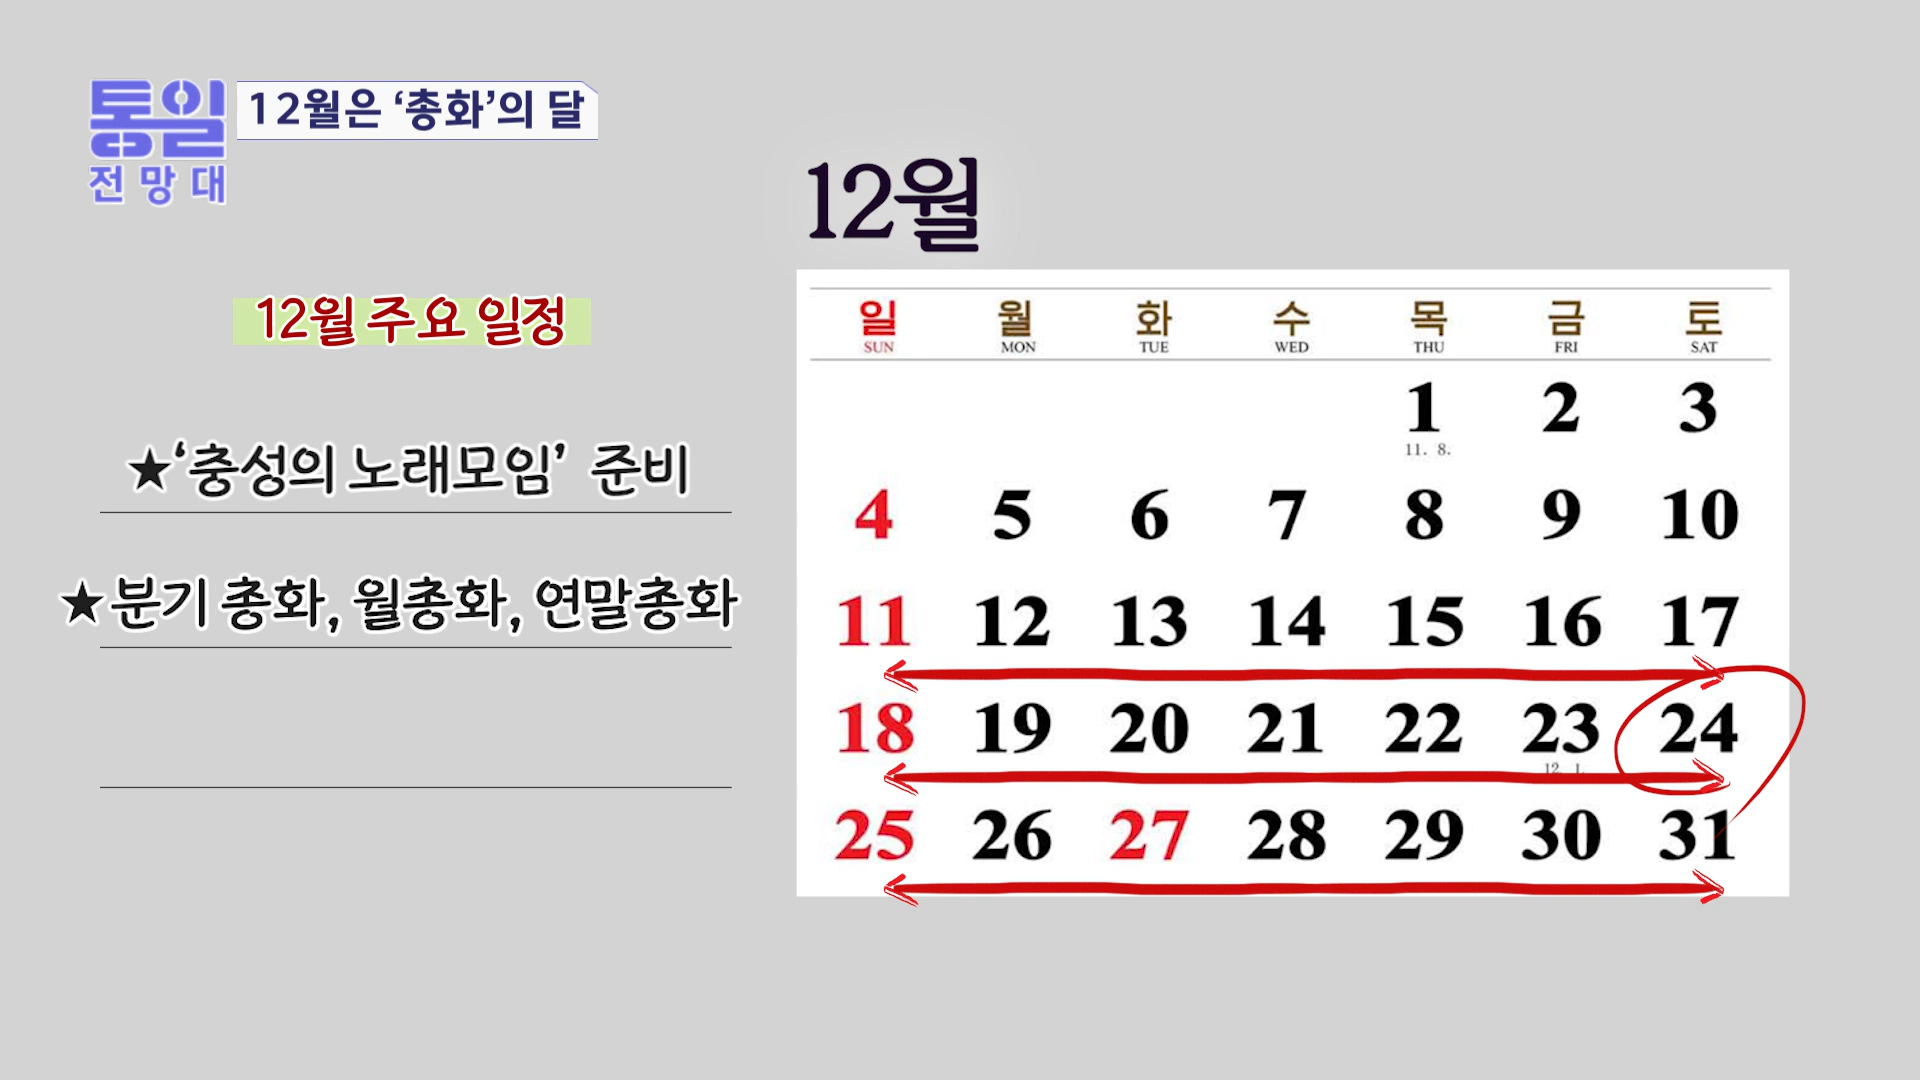 통일
전망대
12월은 ‘총화’의 달
12월 주요 일정
★‘충성의 노래모임’ 준비
★분기 총화, 월총화, 연말총화
12월
일 월 화 수 목 금 토
SUN MON TUE WED THU FRI SAT
1 2 3
11. 8.
4 5 6 7 8 9 10
11 12 13 14 15 16 17
18 19 20 21 22 23 24
12. 1.
25 26 27 28 29 30 31